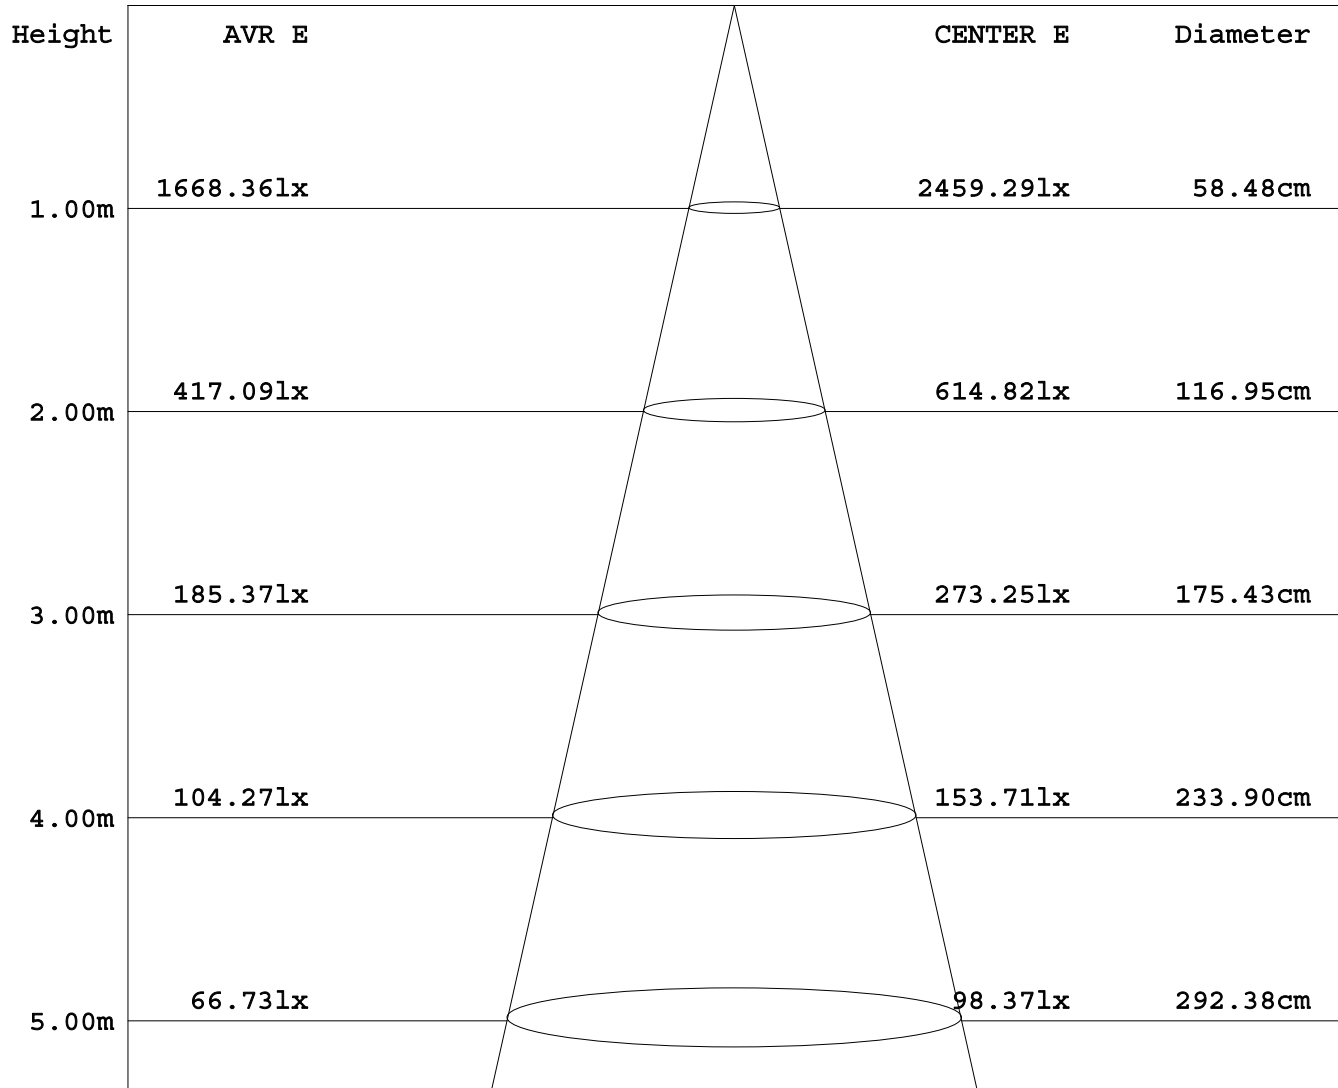 Height AVR E CENTER E Diameter
1668.36lx 2459.29lx 58.48cm
1.00m
417.09lx 614.82lx 116.95cm
2.00m
185.37lx 273.25lx 175.43cm
3.00m
104.27lx 153.71lx 233.90cm
4.00m
66.73lx 98.37lx 292.38cm
5.00m